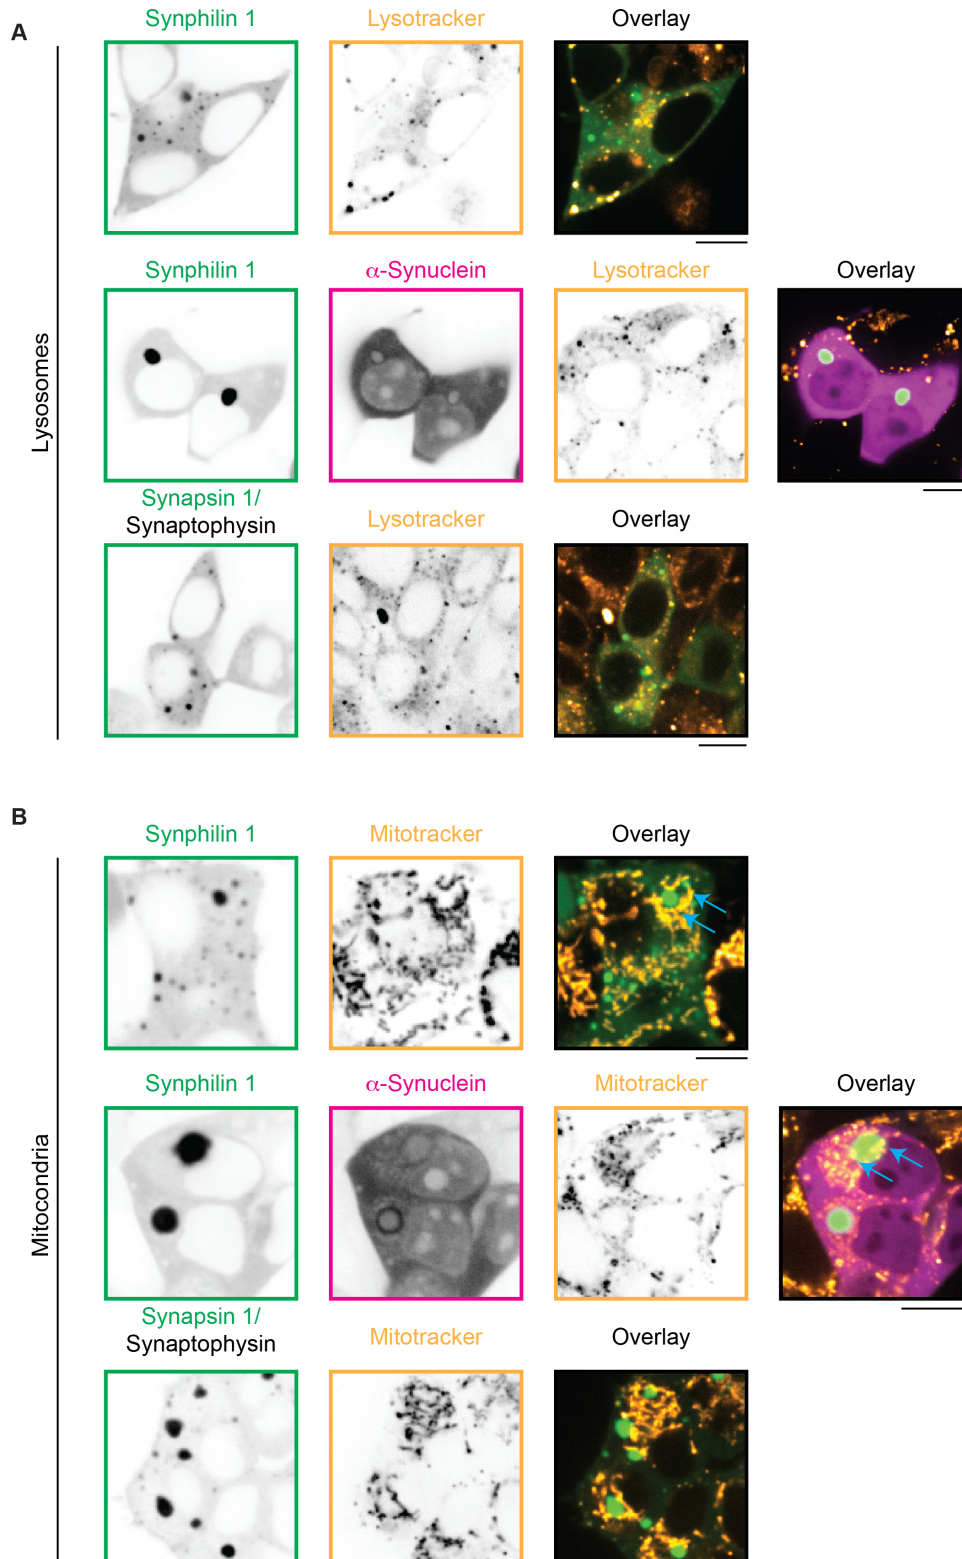 A
Synphilin 1 Lysotracker Overlay
Lysosomes
Synphilin 1 α-Synuclein Lysotracker Overlay
Synapsin 1/
Synaptophysin Lysotracker Overlay
B
Synphilin 1 Mitotracker Overlay
Mitocondria
Synphilin 1 α-Synuclein Mitotracker Overlay
Synapsin 1/
Synaptophysin Mitotracker Overlay